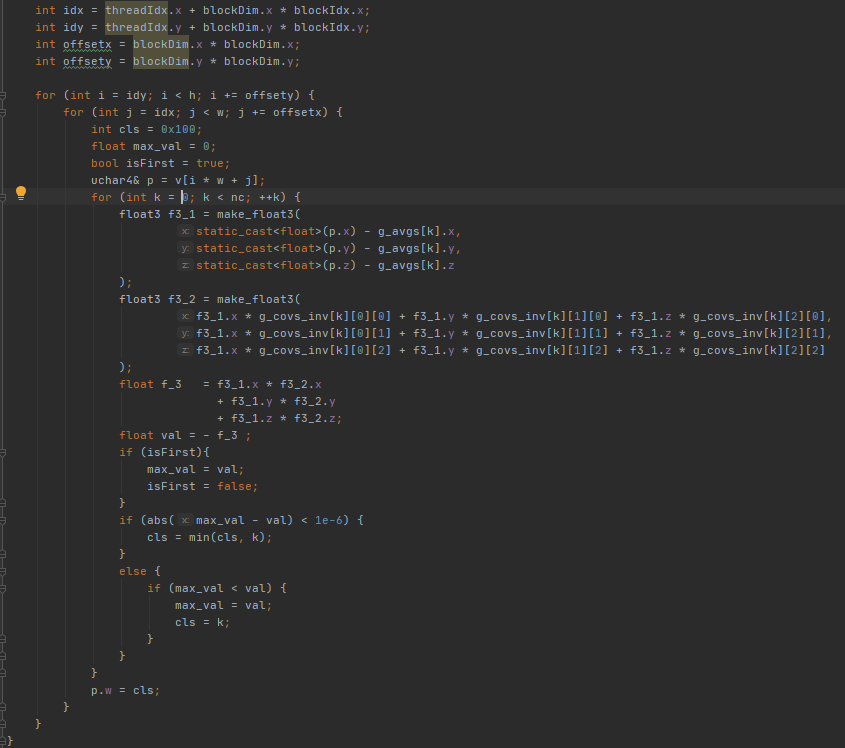 int idx = threadIdx.x + blockDim.x * blockIdx.x;
int idy = threadIdx.y + blockDim.y * blockIdx.y;
int offsetx = blockDim.x * blockDim.x;
int offsety = blockDim.y * blockDim.y;
for (int i = idy; i < h; i += offsety) {
for (int j = idx; j < w; j += offsetx) {
int cls = 0x100;
float max_val = 0;
bool isFirst = true;
uchar4& p = v[i * w + j];
for (int k = 0; k < nc; ++k) {
float3 f3_1 = make_float3(
x: static_cast<float>(p.x) - g_avgs[k].x,
y: static_cast<float>(p.y) - g_avgs[k].y,
z: static_cast<float>(p.z) - g_avgs[k].z
);
float3 f3_2 = make_float3(
x: f3_1.x * g_covs_inv[k][0][0] + f3_1.y * g_covs_inv[k][1][0] + f3_1.z * g_covs_inv[k][2][0],
y: f3_1.x * g_covs_inv[k][0][1] + f3_1.y * g_covs_inv[k][1][1] + f3_1.z * g_covs_inv[k][2][1],
z: f3_1.x * g_covs_inv[k][0][2] + f3_1.y * g_covs_inv[k][1][2] + f3_1.z * g_covs_inv[k][2][2]
);
float f_3   = f3_1.x * f3_2.x
+ f3_1.y * f3_2.y
+ f3_1.z * f3_2.z;
float val = - f_3 ;
if (isFirst){
max_val = val;
isFirst = false;
}
if (abs( x: max_val - val) < 1e-6) {
cls = min(cls, k);
}
else {
if (max_val < val) {
max_val = val;
cls = k;
}
}
}
p.w = cls;
}
}
}